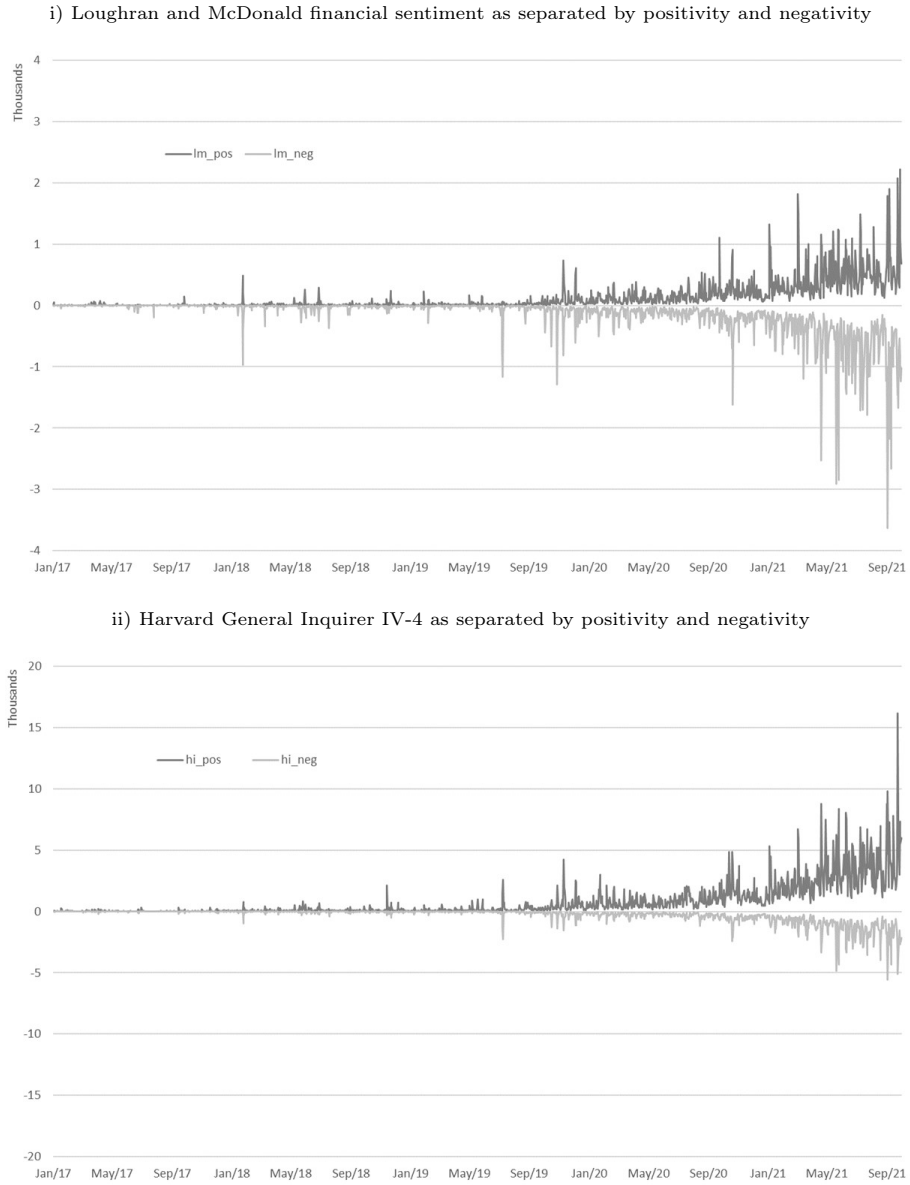 i) Loughran and McDonald financial sentiment as separated by positivity and negativity
Thousands
4
3
lm_pos lm_neg
2
1
0
-1
-2
-3
-4
Jan/17 May/17 Sep/17 Jan/18 May/18 Sep/18 Jan/19 May/19 Sep/19 Jan/20 May/20 Sep/20 Jan/21 May/21 Sep/21
ii) Harvard General Inquirer IV-4 as separated by positivity and negativity
Thousands
20
15
hi_pos hi_neg
10
5
0
-5
-10
-15
-20
Jan/17 May/17 Sep/17 Jan/18 May/18 Sep/18 Jan/19 May/19 Sep/19 Jan/20 May/20 Sep/20 Jan/21 May/21 Sep/21